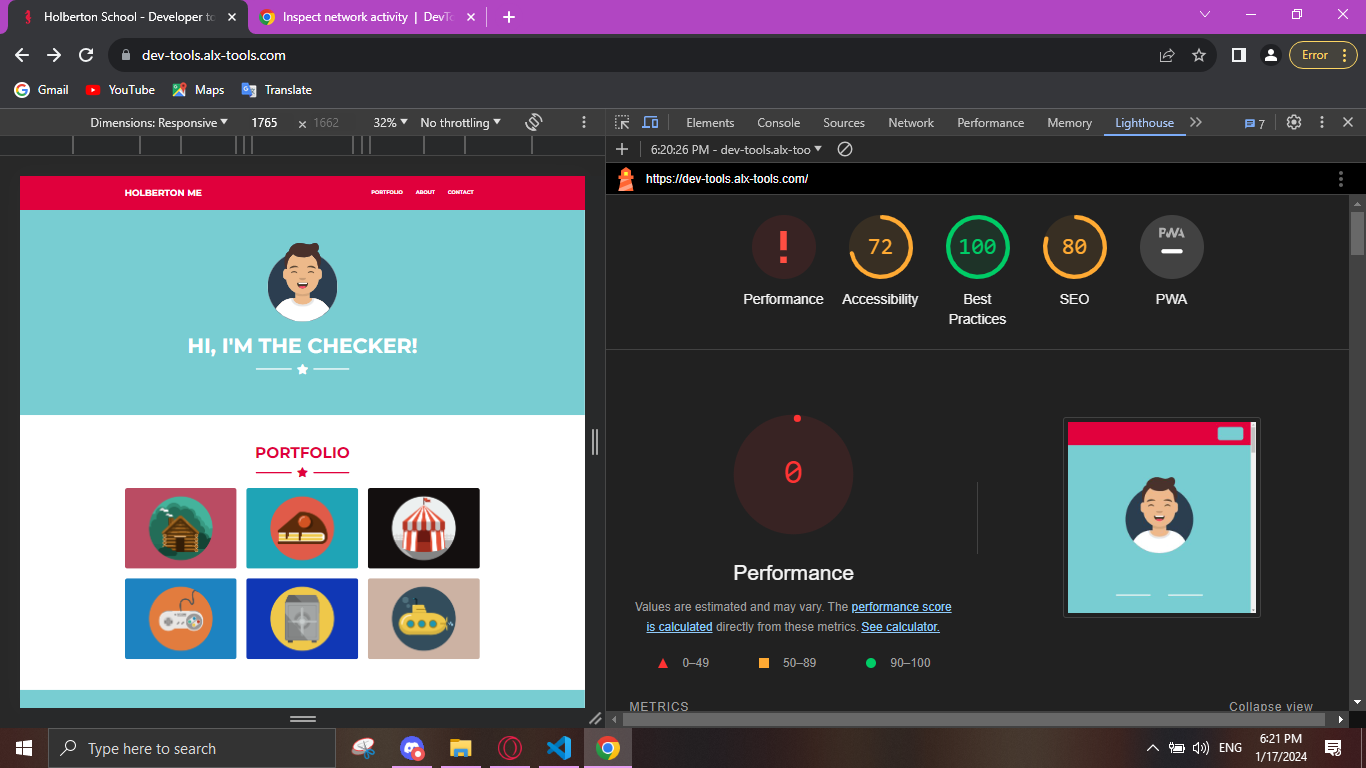 Holberton School - Developer to
Inspect network activity | DevTo
dev-tools.alx-tools.com
Error
Gmail
YouTube
Maps
Translate
Dimensions: Responsive
1765
×
1662
32%
No throttling
Elements
Console
Sources
Network
Performance
Memory
Lighthouse
7
6:20:26 PM - dev-tools.alx-too
https://dev-tools.alx-tools.com/
HOLBERTON ME
PORTFOLIO
ABOUT
CONTACT
HI, I'M THE CHECKER!
PORTFOLIO
!
72
100
80
PWA
Performance
Accessibility
Best
Practices
SEO
PWA
0
Performance
Values are estimated and may vary. The performance score
is calculated directly from these metrics. See calculator.
0–49
50–89
90–100
METRICS
Collapse view
Type here to search
ENG
6:21 PM
1/17/2024